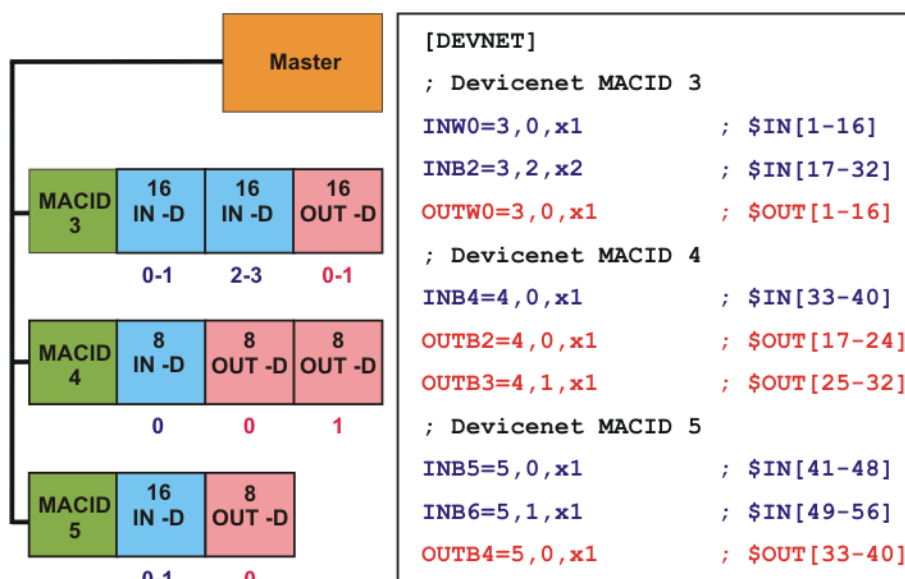 Master
MACID 3
16 IN -D
16 IN -D
16 OUT -D
0-1
2-3
0-1
MACID 4
8 IN -D
8 OUT -D
8 OUT -D
0
0
1
MACID 5
16 IN -D
8 OUT -D
0-1
0
[DEVNET]
; Devicenet MACID 3
INW0=3,0,x1 ; $IN[1-16]
INB2=3,2,x2 ; $IN[17-32]
OUTW0=3,0,x1 ; $OUT[1-16]
; Devicenet MACID 4
INB4=4,0,x1 ; $IN[33-40]
OUTB2=4,0,x1 ; $OUT[17-24]
OUTB3=4,1,x1 ; $OUT[25-32]
; Devicenet MACID 5
INB5=5,0,x1 ; $IN[41-48]
INB6=5,1,x1 ; $IN[49-56]
OUTB4=5,0,x1 ; $OUT[33-40]